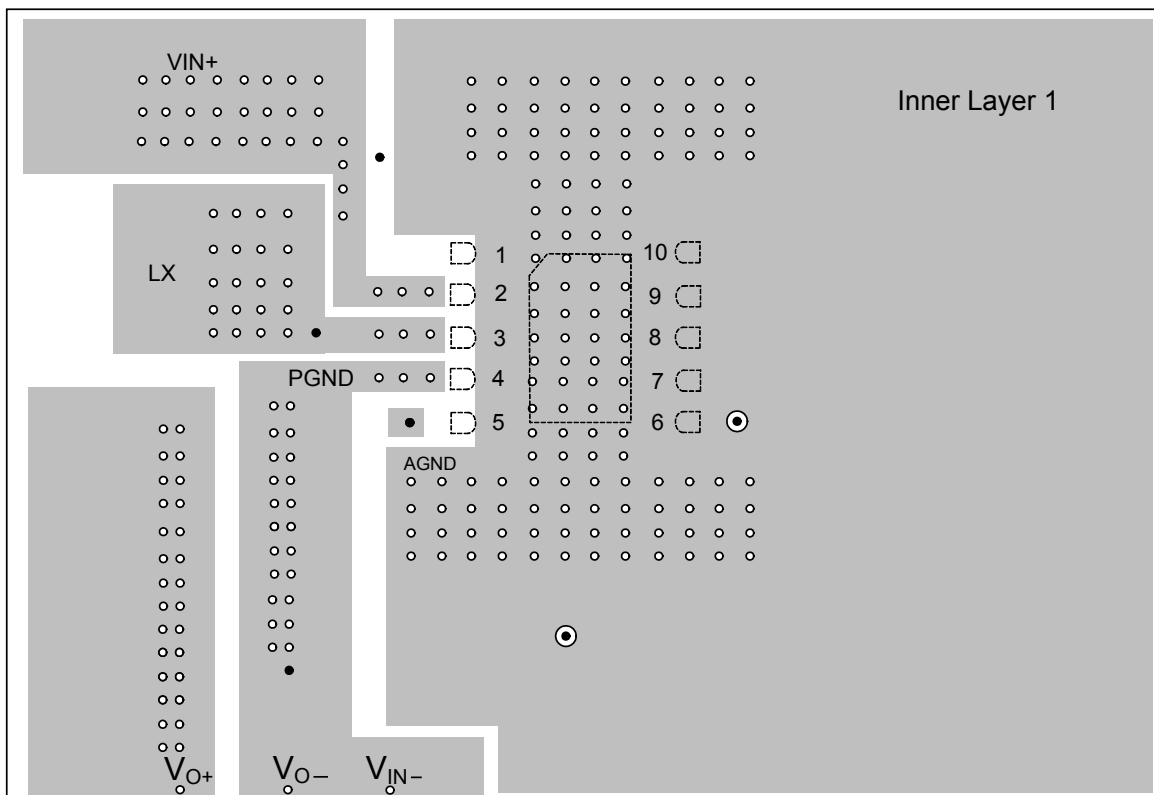 VIN+
Inner Layer 1
1
10
LX
2
9
3
8
PGND
4
7
5
6
AGND
VO+
VO−
VIN−